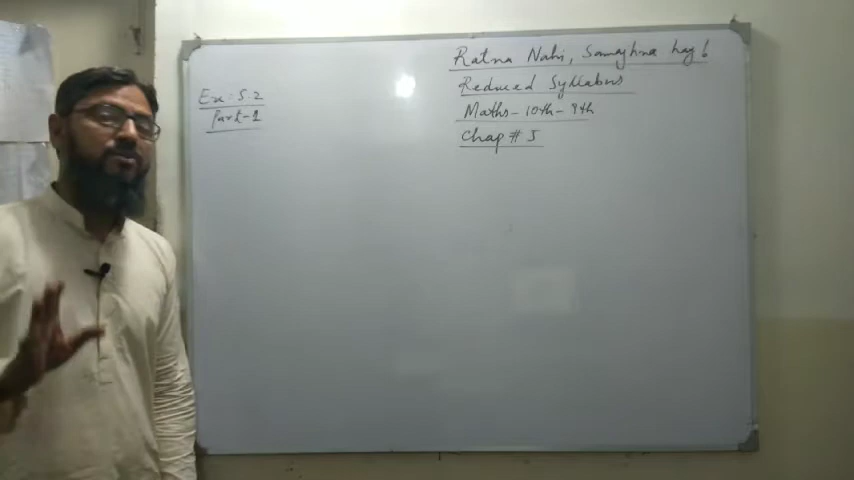 Ratna Nahi, Samajhna hay!
Reduced Syllabus
Maths - 10th - 9th
Chap # 5
Ex: 5.2
Part-1